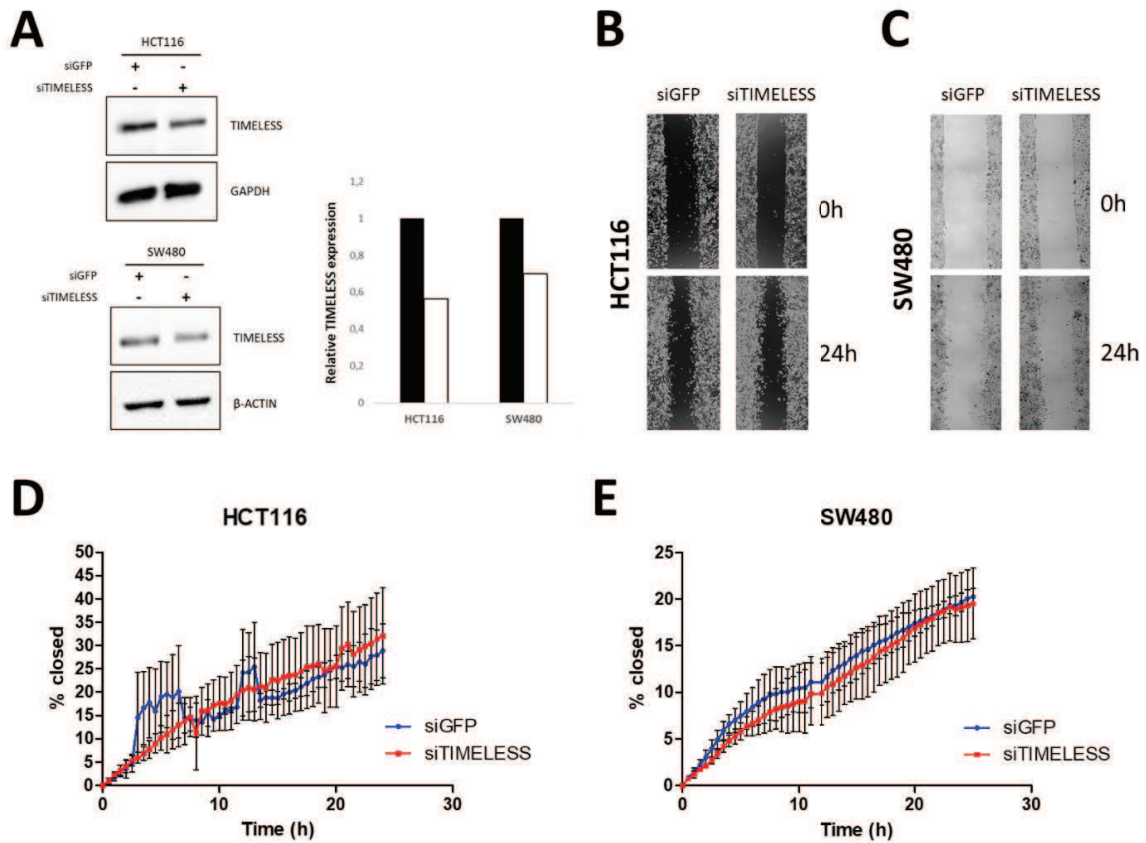 A
HCT116
siGFP + -
siTIMELESS - +
TIMELESS
GAPDH
SW480
siGFP + -
siTIMELESS - +
TIMELESS
β-ACTIN
Relative TIMELESS expression
1,2
1
0,8
0,6
0,4
0,2
0
HCT116 SW480
B
siGFP siTIMELESS
HCT116
0h
24h
C
siGFP siTIMELESS
SW480
0h
24h
D
HCT116
% closed
50
45
40
35
30
25
20
15
10
5
0
0 10 20 30
Time (h)
siGFP
siTIMELESS
E
SW480
% closed
25
20
15
10
5
0
0 10 20 30
Time (h)
siGFP
siTIMELESS